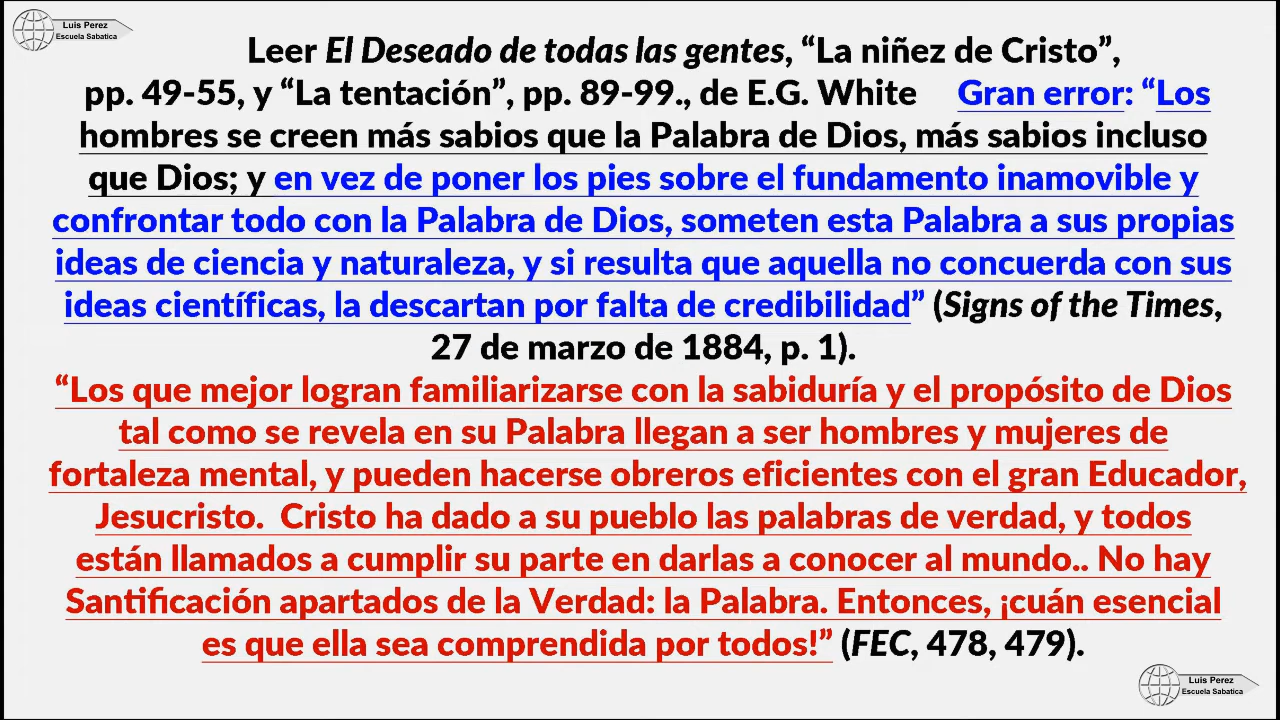 Luis Perez
Escuela Sabatica
Leer El Deseado de todas las gentes, “La niñez de Cristo”,
pp. 49-55, y “La tentación”, pp. 89-99., de E.G. White Gran error: “Los
hombres se creen más sabios que la Palabra de Dios, más sabios incluso
que Dios; y en vez de poner los pies sobre el fundamento inamovible y
confrontar todo con la Palabra de Dios, someten esta Palabra a sus propias
ideas de ciencia y naturaleza, y si resulta que aquella no concuerda con sus
ideas científicas, la descartan por falta de credibilidad” (Signs of the Times,
27 de marzo de 1884, p. 1).
“Los que mejor logran familiarizarse con la sabiduría y el propósito de Dios
tal como se revela en su Palabra llegan a ser hombres y mujeres de
fortaleza mental, y pueden hacerse obreros eficientes con el gran Educador,
Jesucristo. Cristo ha dado a su pueblo las palabras de verdad, y todos
están llamados a cumplir su parte en darlas a conocer al mundo.. No hay
Santificación apartados de la Verdad: la Palabra. Entonces, ¡cuán esencial
es que ella sea comprendida por todos!” (FEC, 478, 479).
Luis Perez
Escuela Sabatica